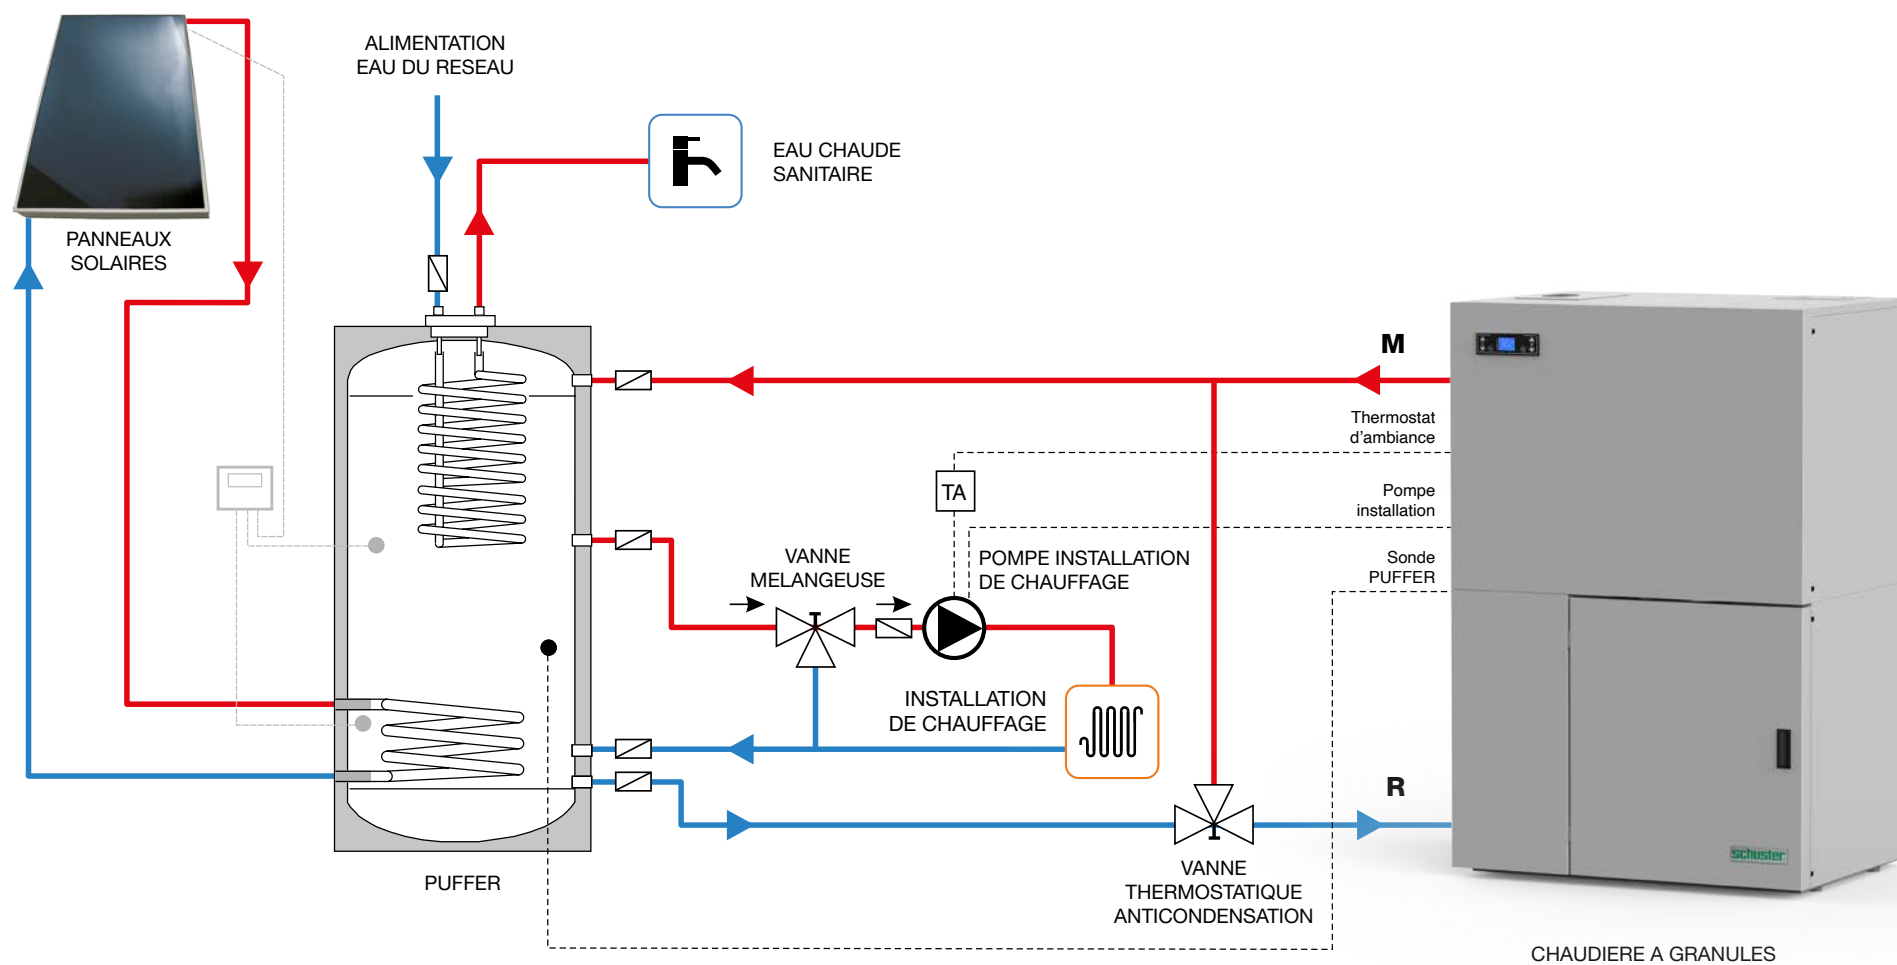 ALIMENTATION
EAU DU RESEAU
EAU CHAUDE
SANITAIRE
PANNEAUX
SOLAIRES
M
Thermostat
d'ambiance
TA
Pompe
installation
VANNE
MELANGEUSE
POMPE INSTALLATION
DE CHAUFFAGE
Sonde
PUFFER
INSTALLATION
DE CHAUFFAGE
R
schuster
PUFFER
VANNE
THERMOSTATIQUE
ANTICONDENSATION
CHAUDIERE A GRANULES